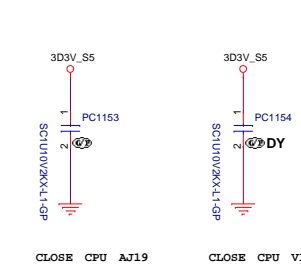 3D3V_S5
3D3V_S5
1
PC1153
1
PC1154
SC1U10V2KX-L1-GP
2
SC1U10V2KX-L1-GP
2
DY
CLOSE CPU AJ19
CLOSE CPU